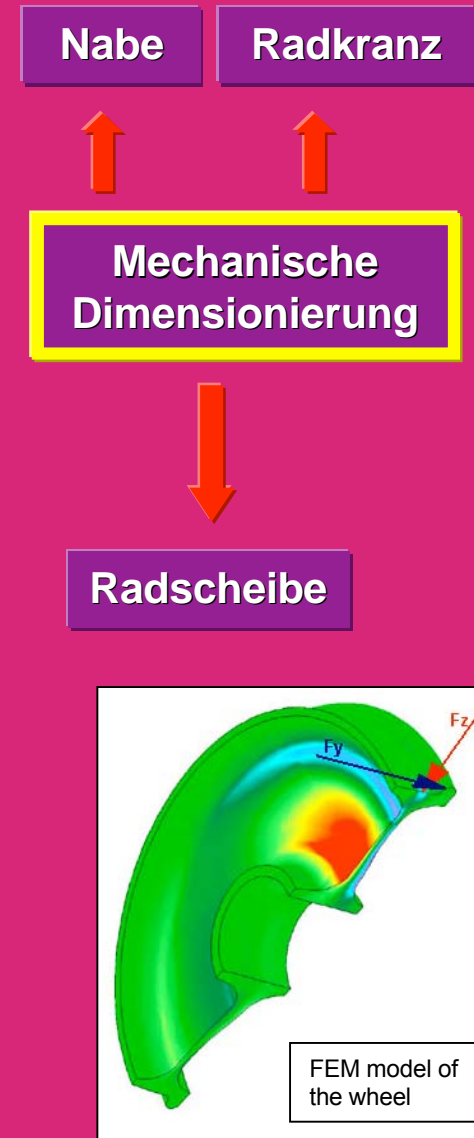 Nabe
Radkranz
Mechanische
Dimensionierung
Radscheibe
Fz
Fy
FEM model of
the wheel